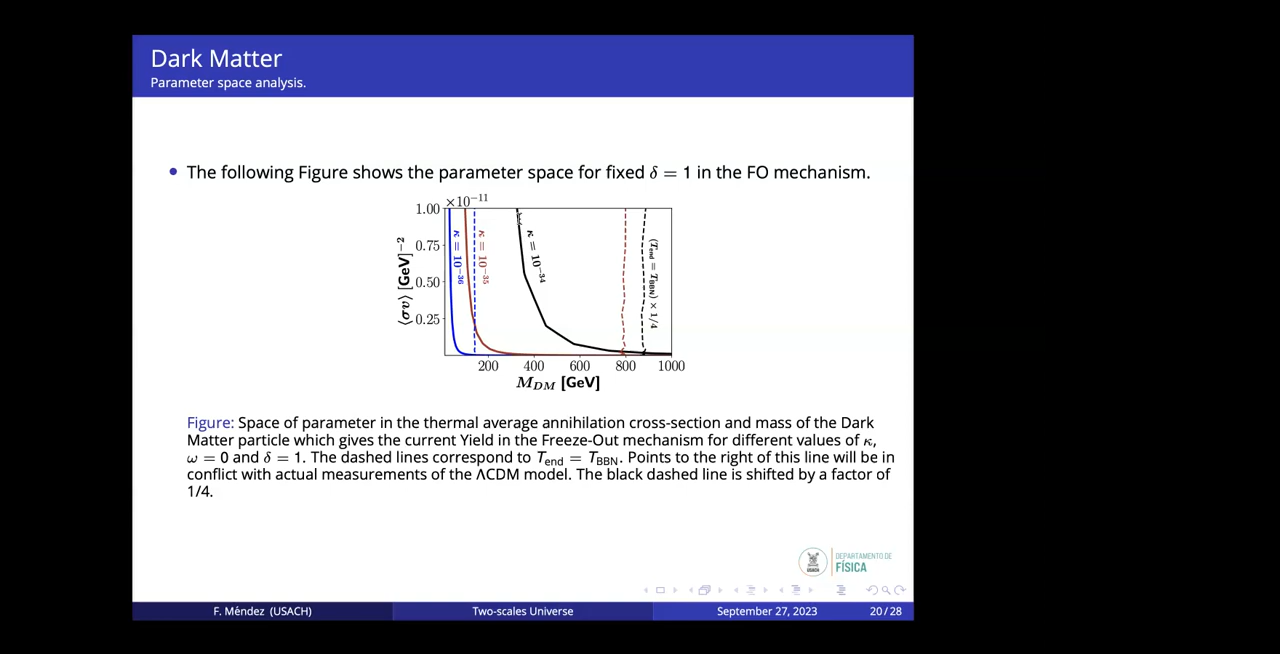 Dark Matter
Parameter space analysis.
• The following Figure shows the parameter space for fixed δ = 1 in the FO mechanism.
×10⁻¹¹
1.00
0.75
0.50
0.25
⟨σv⟩ [GeV]⁻²
κ = 10⁻³⁶
κ = 10⁻³⁵
κ = 10⁻³⁴
(T_end = T_BBN) × 1/4
200 400 600 800 1000
M_DM [GeV]
Figure: Space of parameter in the thermal average annihilation cross-section and mass of the Dark
Matter particle which gives the current Yield in the Freeze-Out mechanism for different values of κ,
ω = 0 and δ = 1. The dashed lines correspond to T_end = T_BBN. Points to the right of this line will be in
conflict with actual measurements of the ΛCDM model. The black dashed line is shifted by a factor of
1/4.
DEPARTAMENTO DE
FÍSICA
F. Méndez (USACH) Two-scales Universe September 27, 2023 20/28